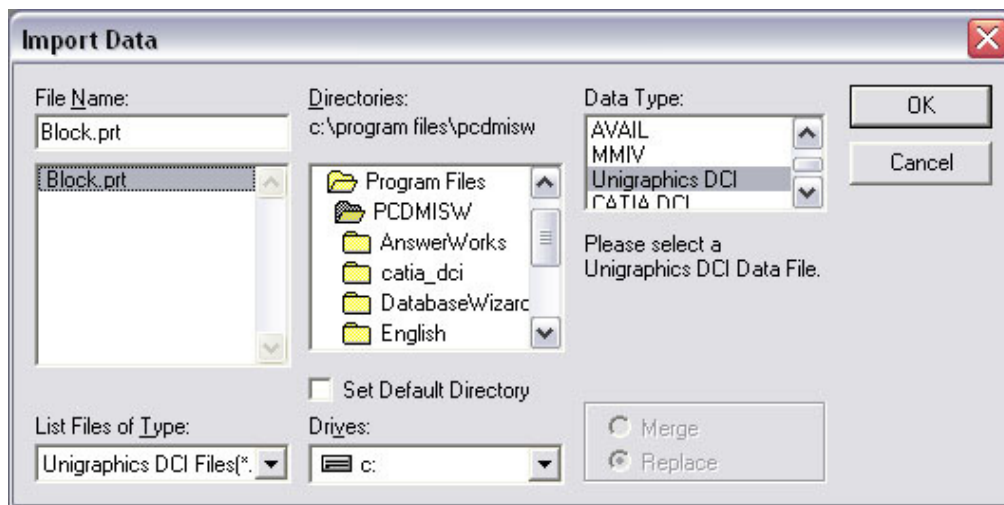 Import Data
File Name:
Block.prt
Block.prt
List Files of Type:
Unigraphics DCI Files(*.
Directories:
c:\program files\pcdmisw
Program Files
PCDMISW
AnswerWorks
catia_dci
DatabaseWizard
English
Set Default Directory
Drives:
c:
Data Type:
AVAIL
MMIV
Unigraphics DCI
CATIA DCI
Please select a
Unigraphics DCI Data File.
Merge
Replace
OK
Cancel